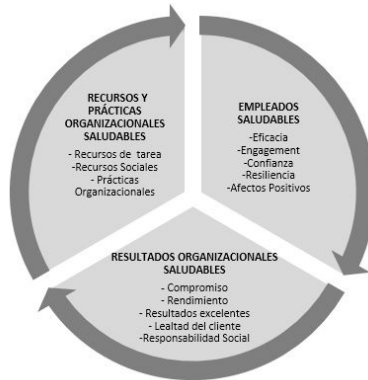 RECURSOS Y
PRÁCTICAS
ORGANIZACIONALES
SALUDABLES
- Recursos de tarea
-Recursos Sociales
- Prácticas
Organizacionales
EMPLEADOS
SALUDABLES
-Eficacia
-Engagement
-Confianza
-Resiliencia
-Afectos Positivos
RESULTADOS ORGANIZACIONALES
SALUDABLES
- Compromiso
- Rendimiento
- Resultados excelentes
- Lealtad del cliente
-Responsabilidad Social